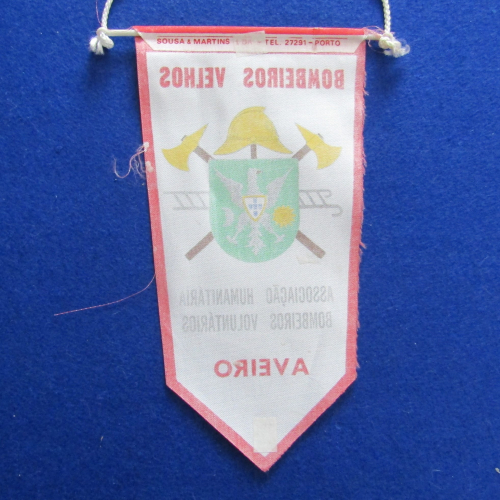 SOUSA & MARTINS TEL. 27291 - PORTO
BOMBEIROS VELHOS
ASSOCIAÇÃO HUMANITÁRIA
BOMBEIROS VOLUNTÁRIOS
AVEIRO